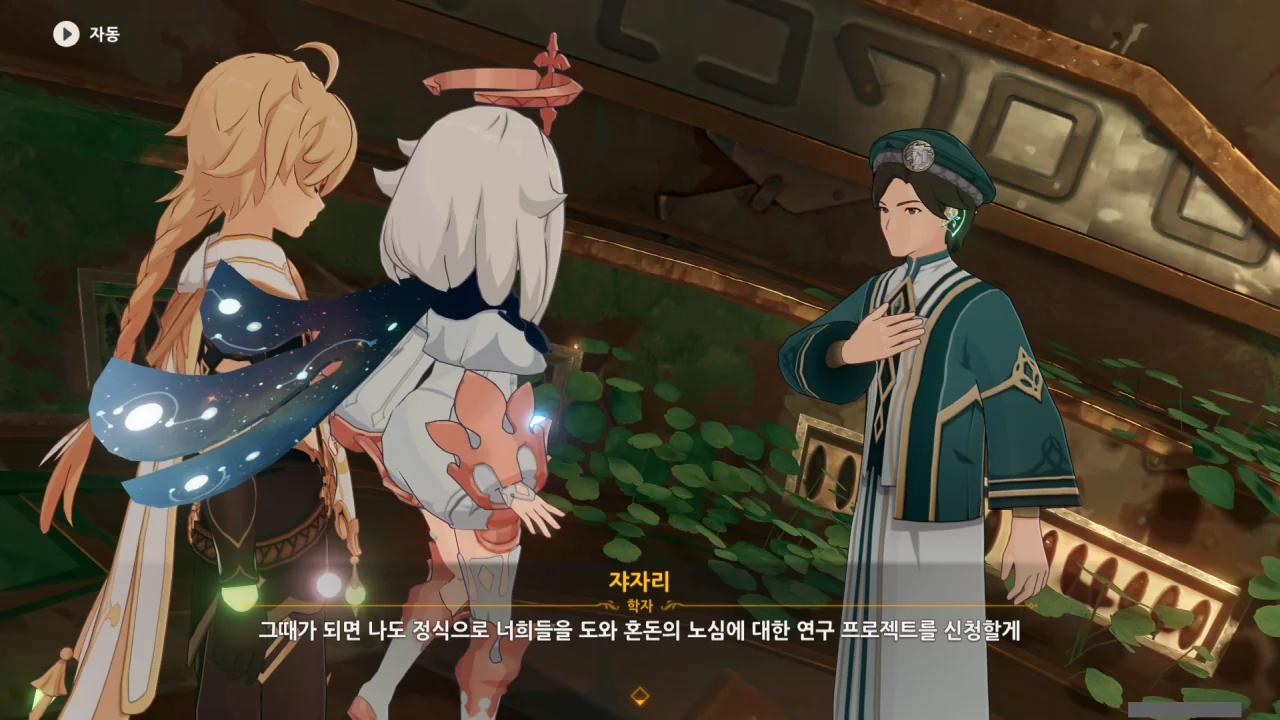 자동
쟈자리
학자
그때가 되면 나도 정식으로 너희들을 도와 혼돈의 노심에 대한 연구 프로젝트를 신청할게